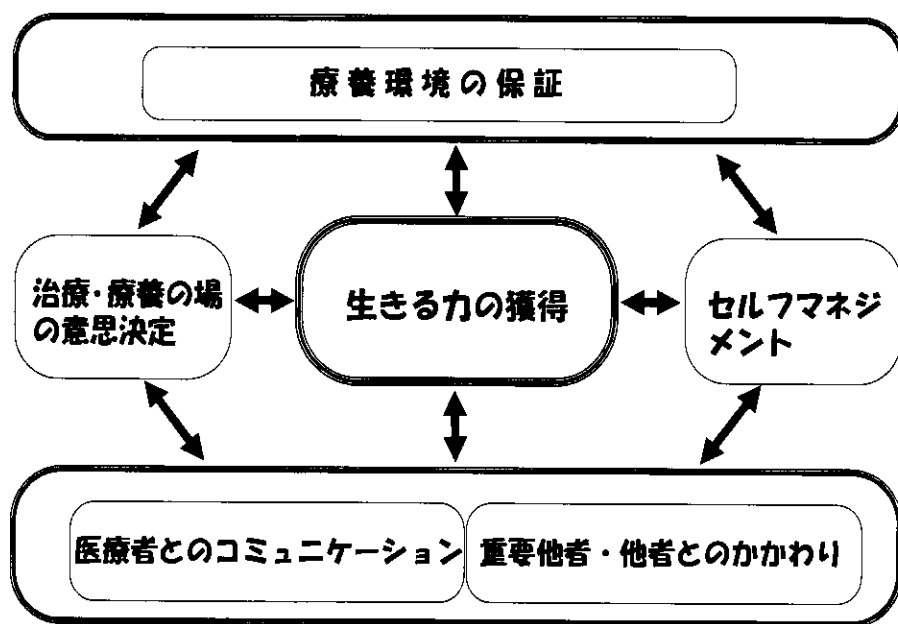 療養環境の保証
治療・療養の場
の意思決定
生きる力の獲得
セルフマネジ
メント
医療者とのコミュニケーション
重要他者・他者とのかかわり